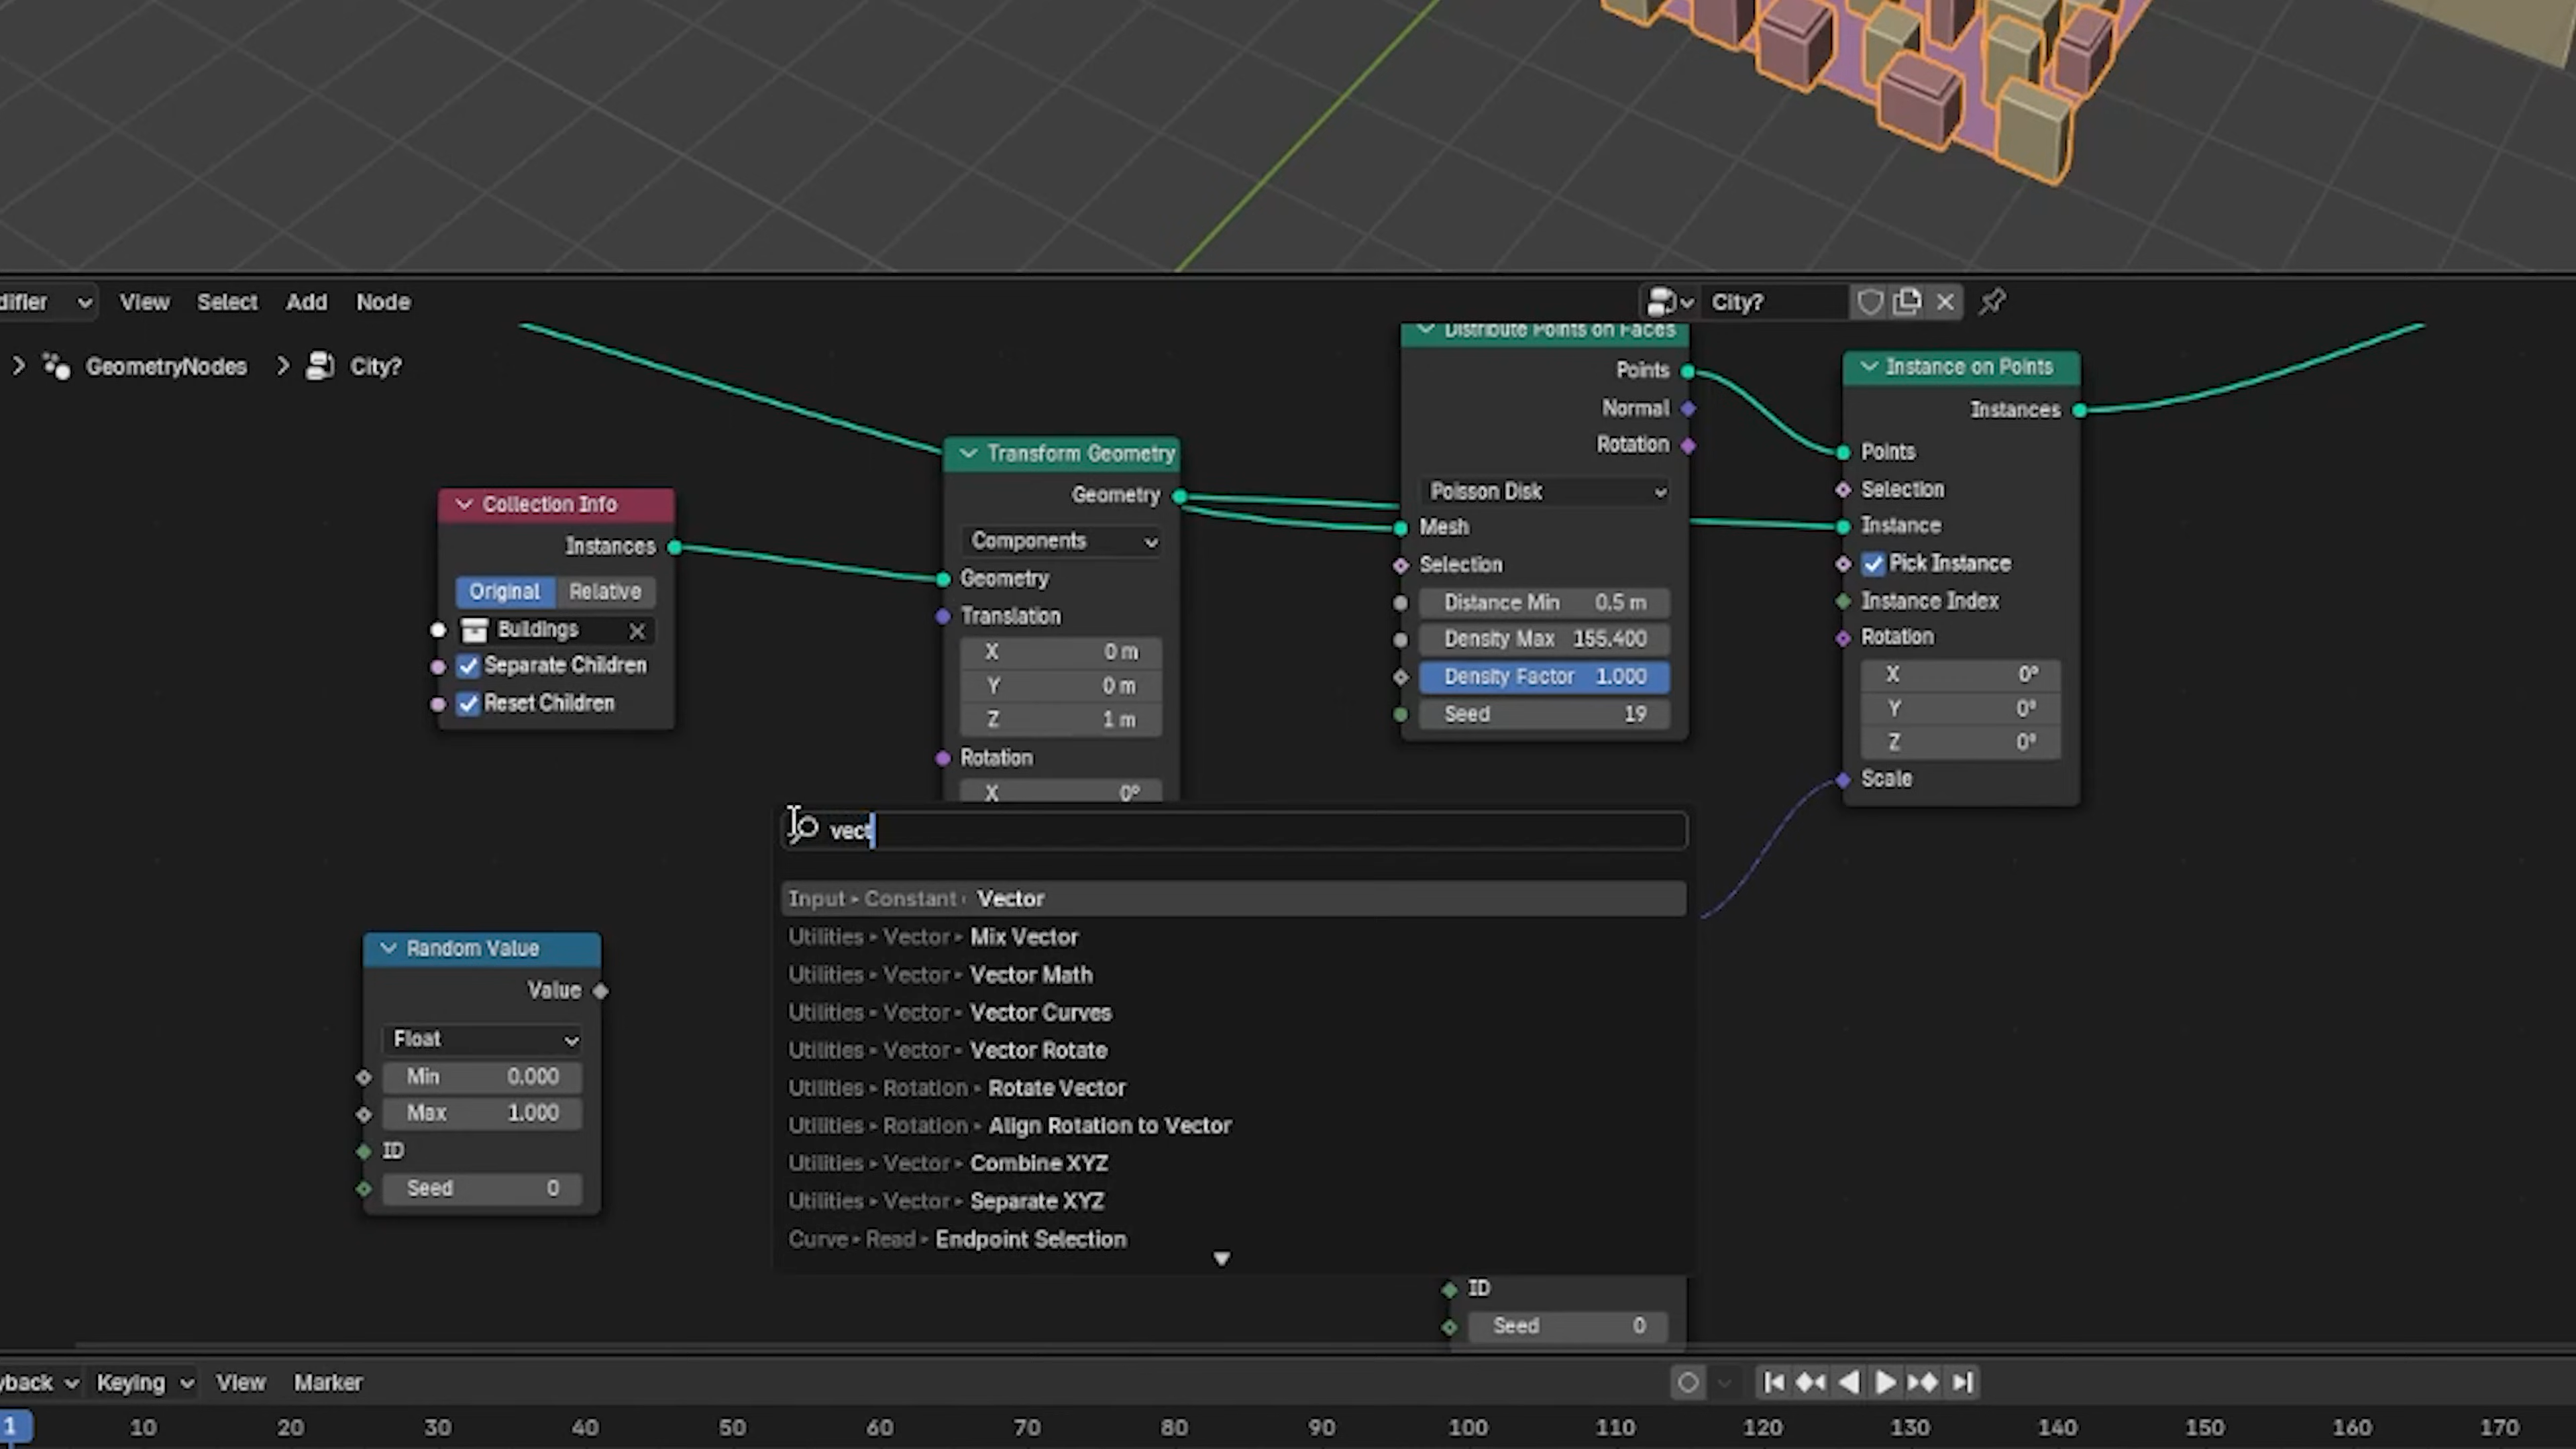 difier View Select Add Node City?
GeometryNodes City?
Distribute Points on Faces
Points
Normal
Rotation
Poisson Disk
Mesh
Selection
Distance Min 0.5 m
Density Max 155.400
Density Factor 1.000
Seed 19
Instance on Points
Instances
Points
Selection
Instance
Pick Instance
Instance Index
Rotation
X 0°
Y 0°
Z 0°
Scale
Transform Geometry
Geometry
Components
Geometry
Translation
X 0 m
Y 0 m
Z 1 m
Rotation
X 0°
Collection Info
Instances
Original Relative
Buildings
Separate Children
Reset Children
vect
Input Constant Vector
Utilities Vector Mix Vector
Utilities Vector Vector Math
Utilities Vector Vector Curves
Utilities Vector Vector Rotate
Utilities Rotation Rotate Vector
Utilities Rotation Align Rotation to Vector
Utilities Vector Combine XYZ
Utilities Vector Separate XYZ
Curve Read Endpoint Selection
Random Value
Value
Float
Min 0.000
Max 1.000
ID
Seed 0
ID
Seed 0
yback Keying View Marker
1 10 20 30 40 50 60 70 80 90 100 110 120 130 140 150 160 170